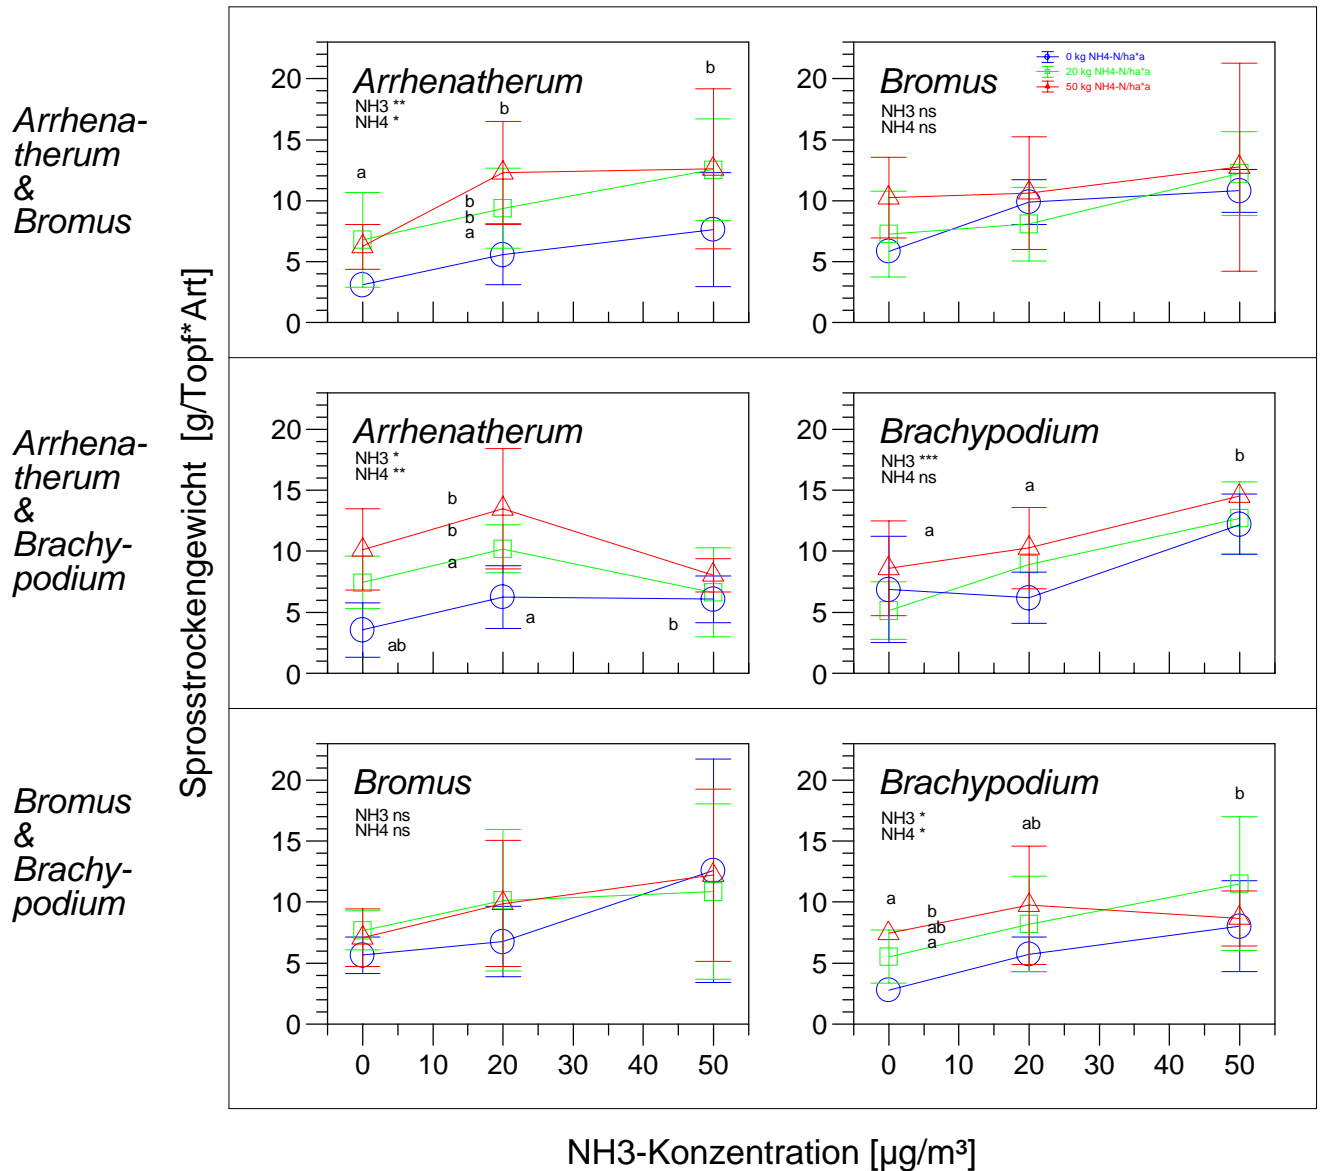 Arrhena-
therum
&
Bromus
Arrhena-
therum
&
Brachy-
podium
Bromus
&
Brachy-
podium
Sprosstrockengewicht [g/Topf*Art]
Arrhenatherum
NH3 **
NH4 *
20
15
10
5
0
a
b
b
b
b
a
Bromus
NH3 ns
NH4 ns
0 kg NH4-N/ha*a
20 kg NH4-N/ha*a
50 kg NH4-N/ha*a
20
15
10
5
0
Arrhenatherum
NH3 *
NH4 **
20
15
10
5
0
b
b
a
ab
a
b
Brachypodium
NH3 ***
NH4 ns
20
15
10
5
0
a
a
b
Bromus
NH3 ns
NH4 ns
20
15
10
5
0
0 10 20 30 40 50
Brachypodium
NH3 *
NH4 *
20
15
10
5
0
a
ab
b
b
ab
a
0 10 20 30 40 50
NH3-Konzentration [µg/m³]